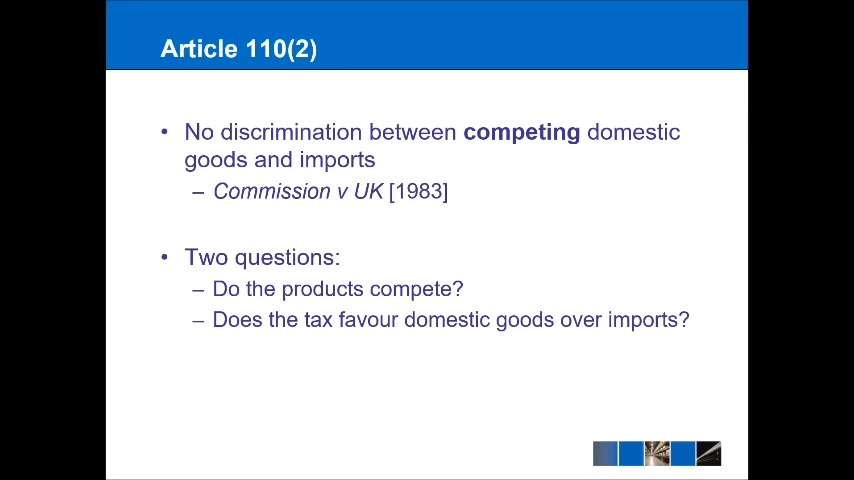 Article 110(2)
• No discrimination between competing domestic
goods and imports
– Commission v UK [1983]
• Two questions:
– Do the products compete?
– Does the tax favour domestic goods over imports?